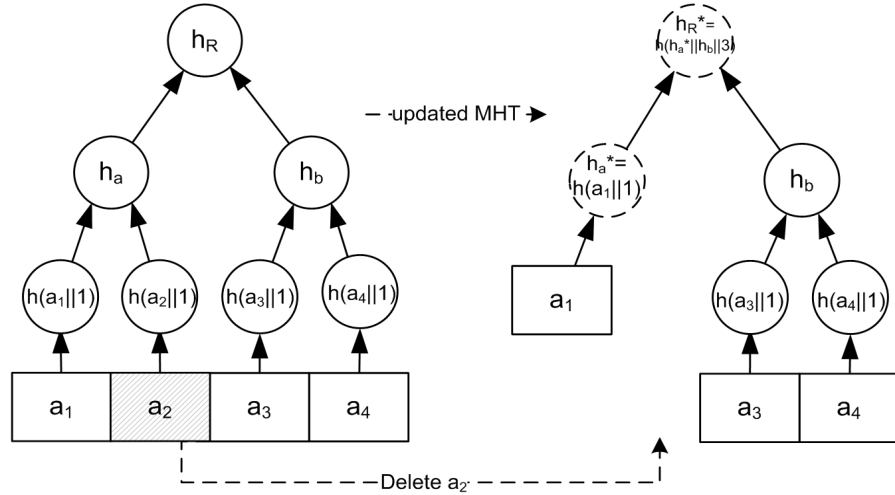 h_R
h_R*=
h(h_a*||h_b||3)
updated MHT
h_a
h_b
h_a*=
h(a_1||1)
h_b
h(a_1||1)
h(a_2||1)
h(a_3||1)
h(a_4||1)
a_1
h(a_3||1)
h(a_4||1)
a_1
a_2
a_3
a_4
a_3
a_4
Delete a_2